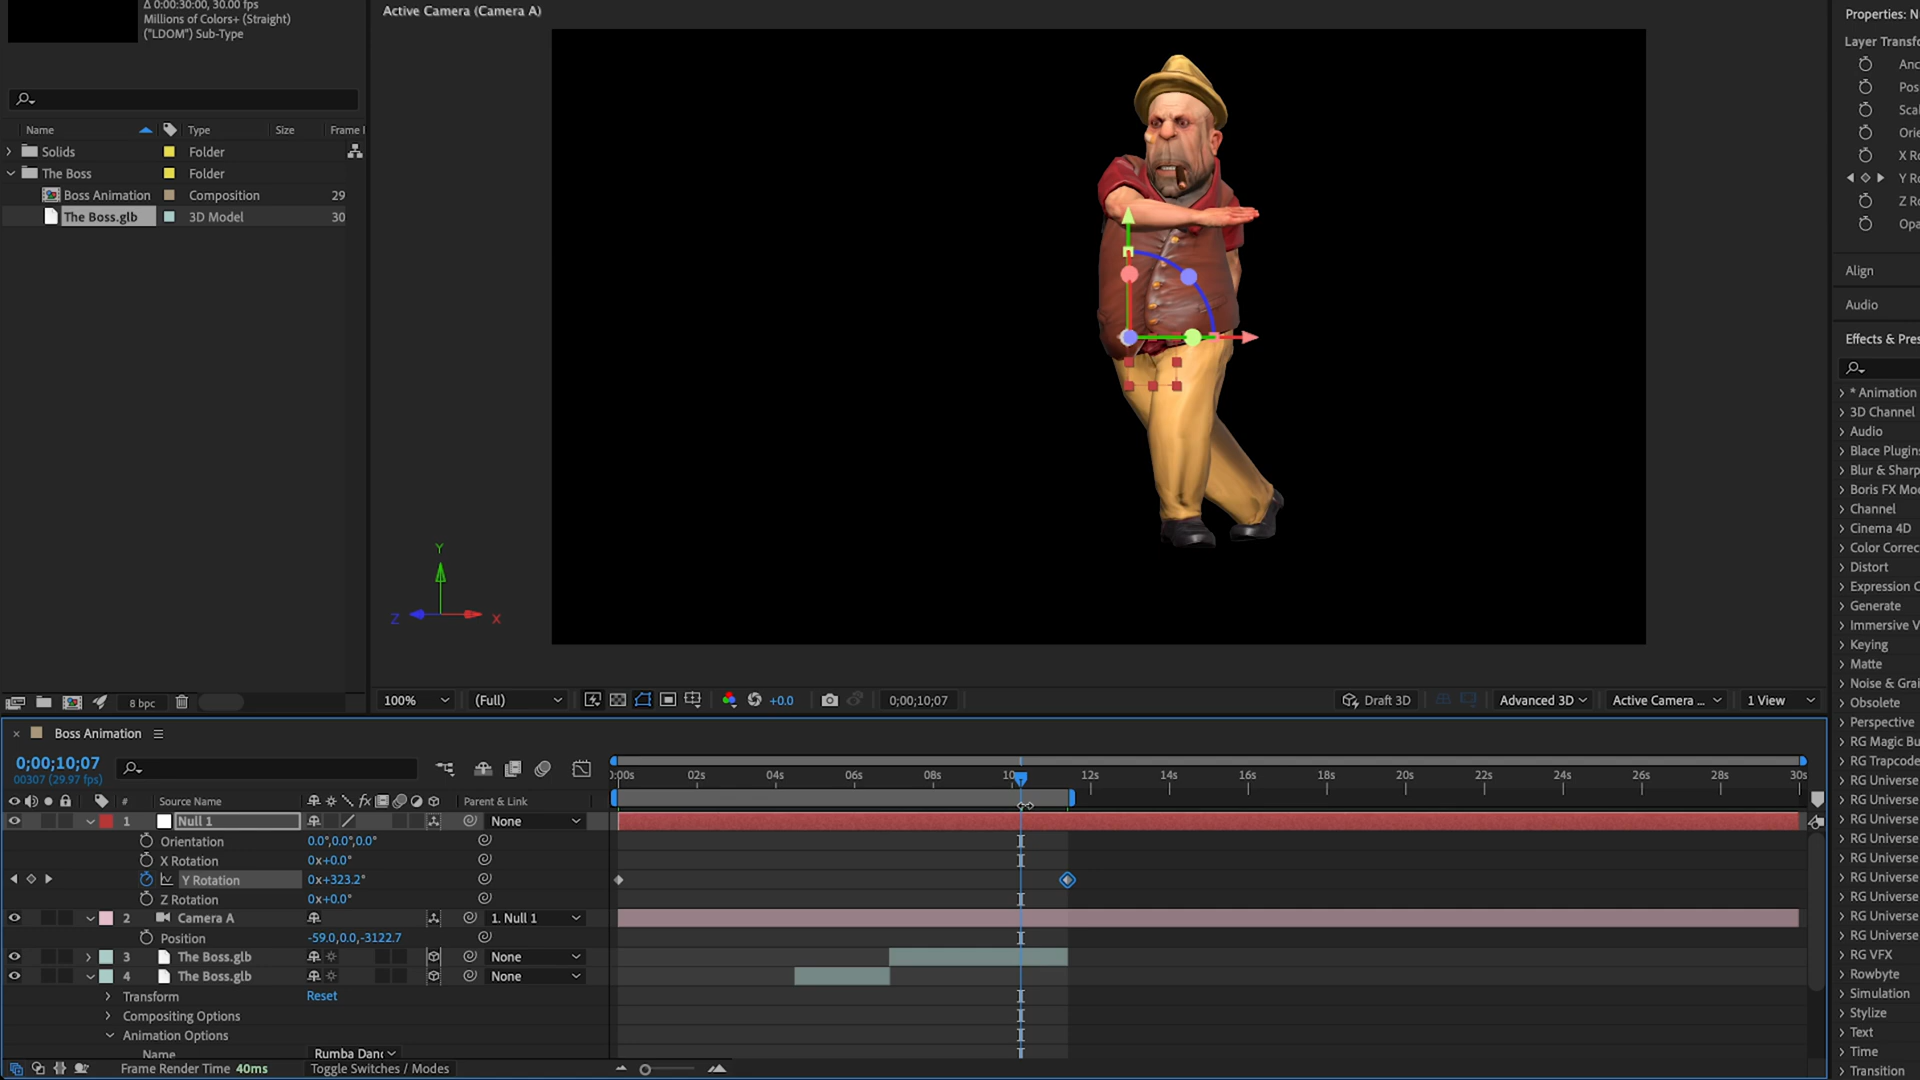 Δ 0:00:30:00, 30.00 fps
Millions of Colors+ (Straight)
("LDOM") Sub-Type
Name Type Size Frame
Solids Folder
The Boss Folder
Boss Animation Composition 29
The Boss.glb 3D Model 30
8 bpc
Active Camera (Camera A)
Y
Z
X
100% (Full) +0.0 0;00;10;07 Draft 3D Advanced 3D Active Camera ... 1 View
Properties: N
Layer Transfo
Anc
Pos
Sca
Orie
X Ro
Y Ro
Z Ro
Opa
Align
Audio
Effects & Pres
* Animation
3D Channel
Audio
Blace Plugins
Blur & Sharp
Boris FX Moc
Channel
Cinema 4D
Color Correc
Distort
Expression C
Generate
Immersive V
Keying
Matte
Noise & Grai
Obsolete
Perspective
RG Magic Bu
RG Trapcode
RG Universe
RG Universe
RG Universe
RG Universe
RG Universe
RG Universe
RG Universe
RG Universe
RG Universe
RG VFX
Rowbyte
Simulation
Stylize
Text
Time
Transition
× Boss Animation
0;00;10;07
00307 (29.97 fps)
):00s 02s 04s 06s 08s 10s 12s 14s 16s 18s 20s 22s 24s 26s 28s 30s
# Source Name fx Parent & Link
1 Null 1 None
Orientation 0.0°,0.0°,0.0°
X Rotation 0x+0.0°
Y Rotation 0x+323.2°
Z Rotation 0x+0.0°
2 Camera A 1. Null 1
Position -59.0,0.0,-3122.7
3 The Boss.glb None
4 The Boss.glb None
Transform Reset
Compositing Options
Animation Options
Name Rumba Danc
Frame Render Time 40ms Toggle Switches / Modes